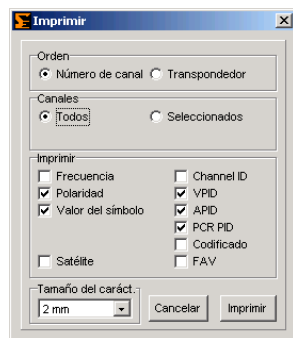 Imprimir
Orden
Número de canal Transpondedor
Canales
Todos Seleccionados
Imprimir
Frecuencia Channel ID
Polaridad VPID
Valor del símbolo APID
PCR PID
Codificado
Satélite FAV
Tamaño del caráct.
2 mm Cancelar Imprimir